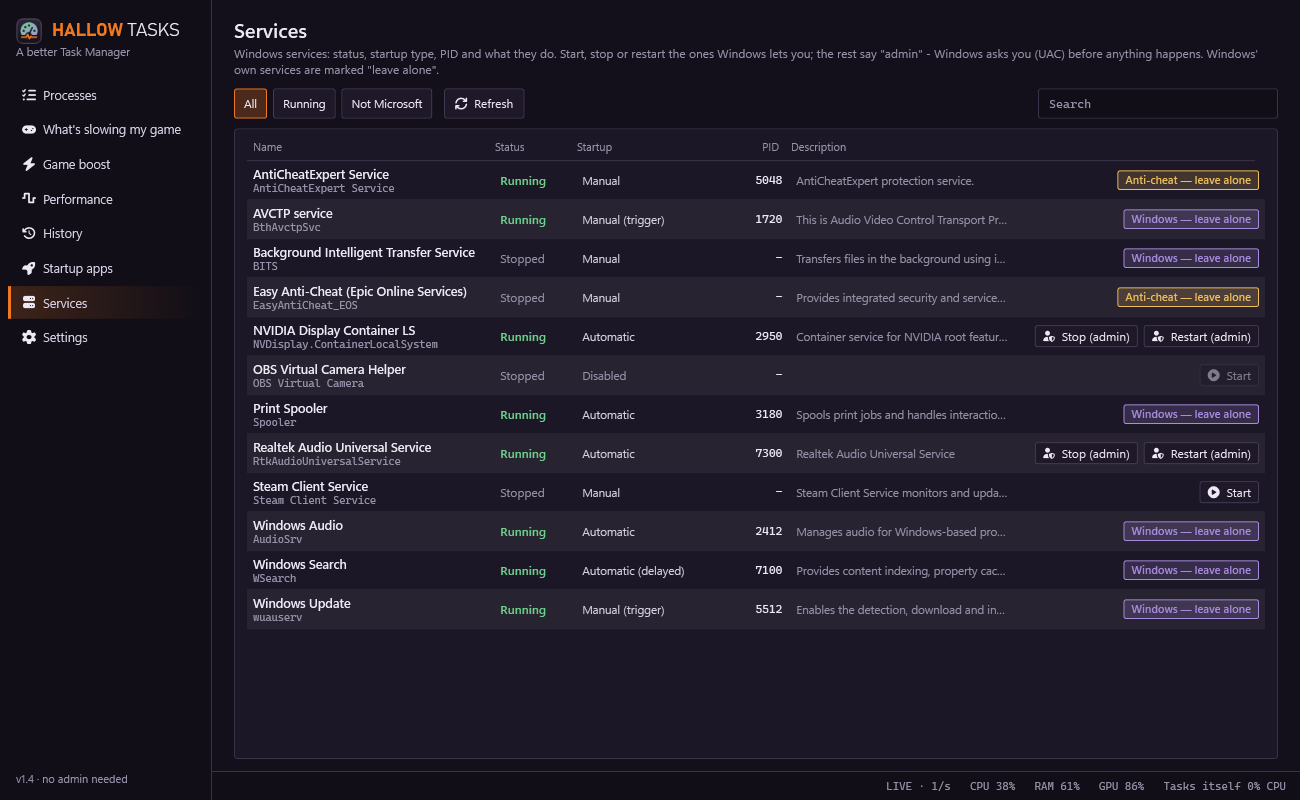 HALLOW TASKS
A better Task Manager
Processes
What's slowing my game
Game boost
Performance
History
Startup apps
Services
Settings
v1.4 · no admin needed
Services
Windows services: status, startup type, PID and what they do. Start, stop or restart the ones Windows lets you; the rest say "admin" - Windows asks you (UAC) before anything happens. Windows'
own services are marked "leave alone".
All Running Not Microsoft Refresh Search
Name Status Startup PID Description
AntiCheatExpert Service Running Manual 5048 AntiCheatExpert protection service. Anti-cheat — leave alone
AntiCheatExpert Service
AVCTP service Running Manual (trigger) 1720 This is Audio Video Control Transport Pr... Windows — leave alone
BthAvctpSvc
Background Intelligent Transfer Service Stopped Manual – Transfers files in the background using i... Windows — leave alone
BITS
Easy Anti-Cheat (Epic Online Services) Stopped Manual – Provides integrated security and service... Anti-cheat — leave alone
EasyAntiCheat_EOS
NVIDIA Display Container LS Running Automatic 2950 Container service for NVIDIA root featur... Stop (admin) Restart (admin)
NVDisplay.ContainerLocalSystem
OBS Virtual Camera Helper Stopped Disabled – Start
OBS Virtual Camera
Print Spooler Running Automatic 3180 Spools print jobs and handles interactio... Windows — leave alone
Spooler
Realtek Audio Universal Service Running Automatic 7300 Realtek Audio Universal Service Stop (admin) Restart (admin)
RtkAudioUniversalService
Steam Client Service Stopped Manual – Steam Client Service monitors and upda... Start
Steam Client Service
Windows Audio Running Automatic 2412 Manages audio for Windows-based pro... Windows — leave alone
AudioSrv
Windows Search Running Automatic (delayed) 7100 Provides content indexing, property cac... Windows — leave alone
WSearch
Windows Update Running Manual (trigger) 5512 Enables the detection, download and in... Windows — leave alone
wuauserv
LIVE · 1/s CPU 38% RAM 61% GPU 86% Tasks itself 0% CPU